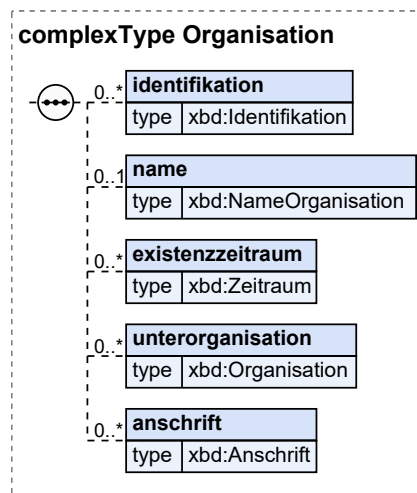 complexType Organisation
0..* identifikation
type xbd:Identifikation
0..1 name
type xbd:NameOrganisation
0..* existenzzeitraum
type xbd:Zeitraum
0..* unterorganisation
type xbd:Organisation
0..* anschrift
type xbd:Anschrift